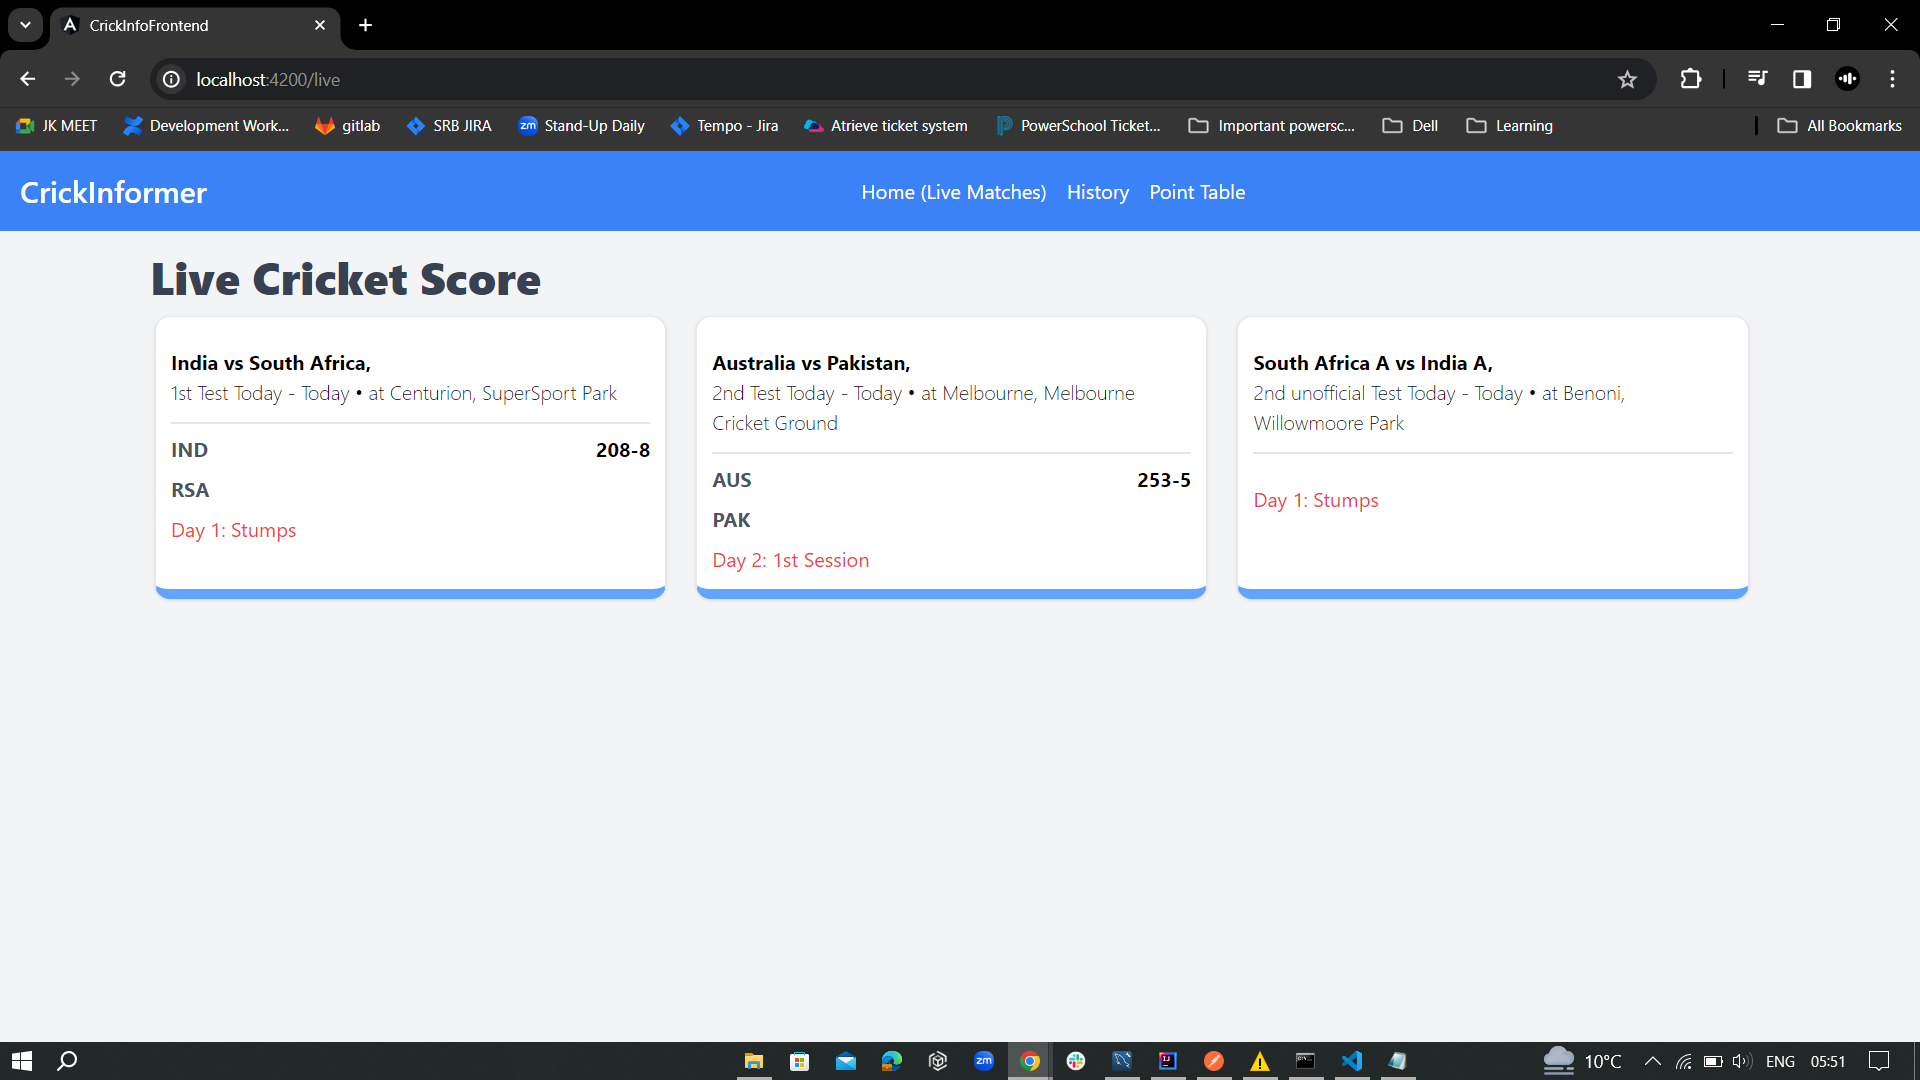 CrickInfoFrontend
localhost:4200/live
JK MEET
Development Work...
gitlab
SRB JIRA
Stand-Up Daily
Tempo - Jira
Atrieve ticket system
PowerSchool Ticket...
Important powersc...
Dell
Learning
All Bookmarks
CrickInformer
Home (Live Matches)
History
Point Table
Live Cricket Score
India vs South Africa,
1st Test Today - Today • at Centurion, SuperSport Park
IND 208-8
RSA
Day 1: Stumps
Australia vs Pakistan,
2nd Test Today - Today • at Melbourne, Melbourne
Cricket Ground
AUS 253-5
PAK
Day 2: 1st Session
South Africa A vs India A,
2nd unofficial Test Today - Today • at Benoni,
Willowmoore Park
Day 1: Stumps
10°C
ENG
05:51